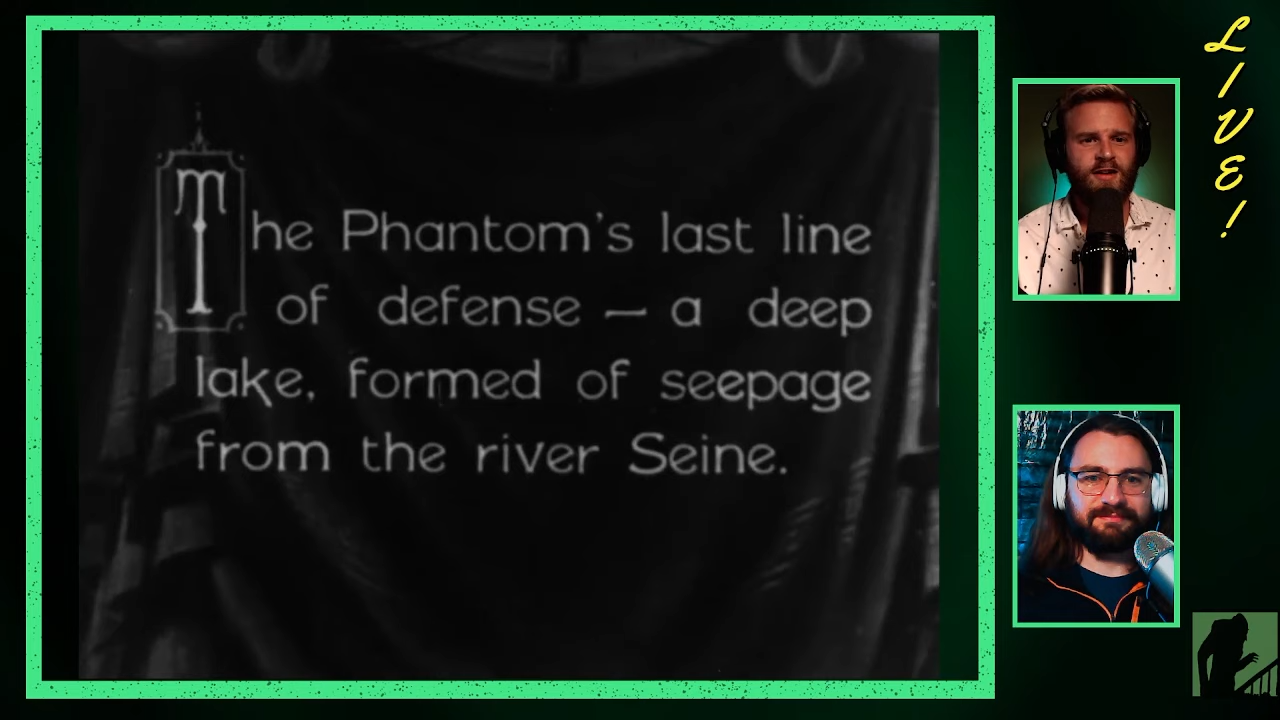 The Phantom's last line
of defense — a deep
lake, formed of seepage
from the river Seine.
LIVE!